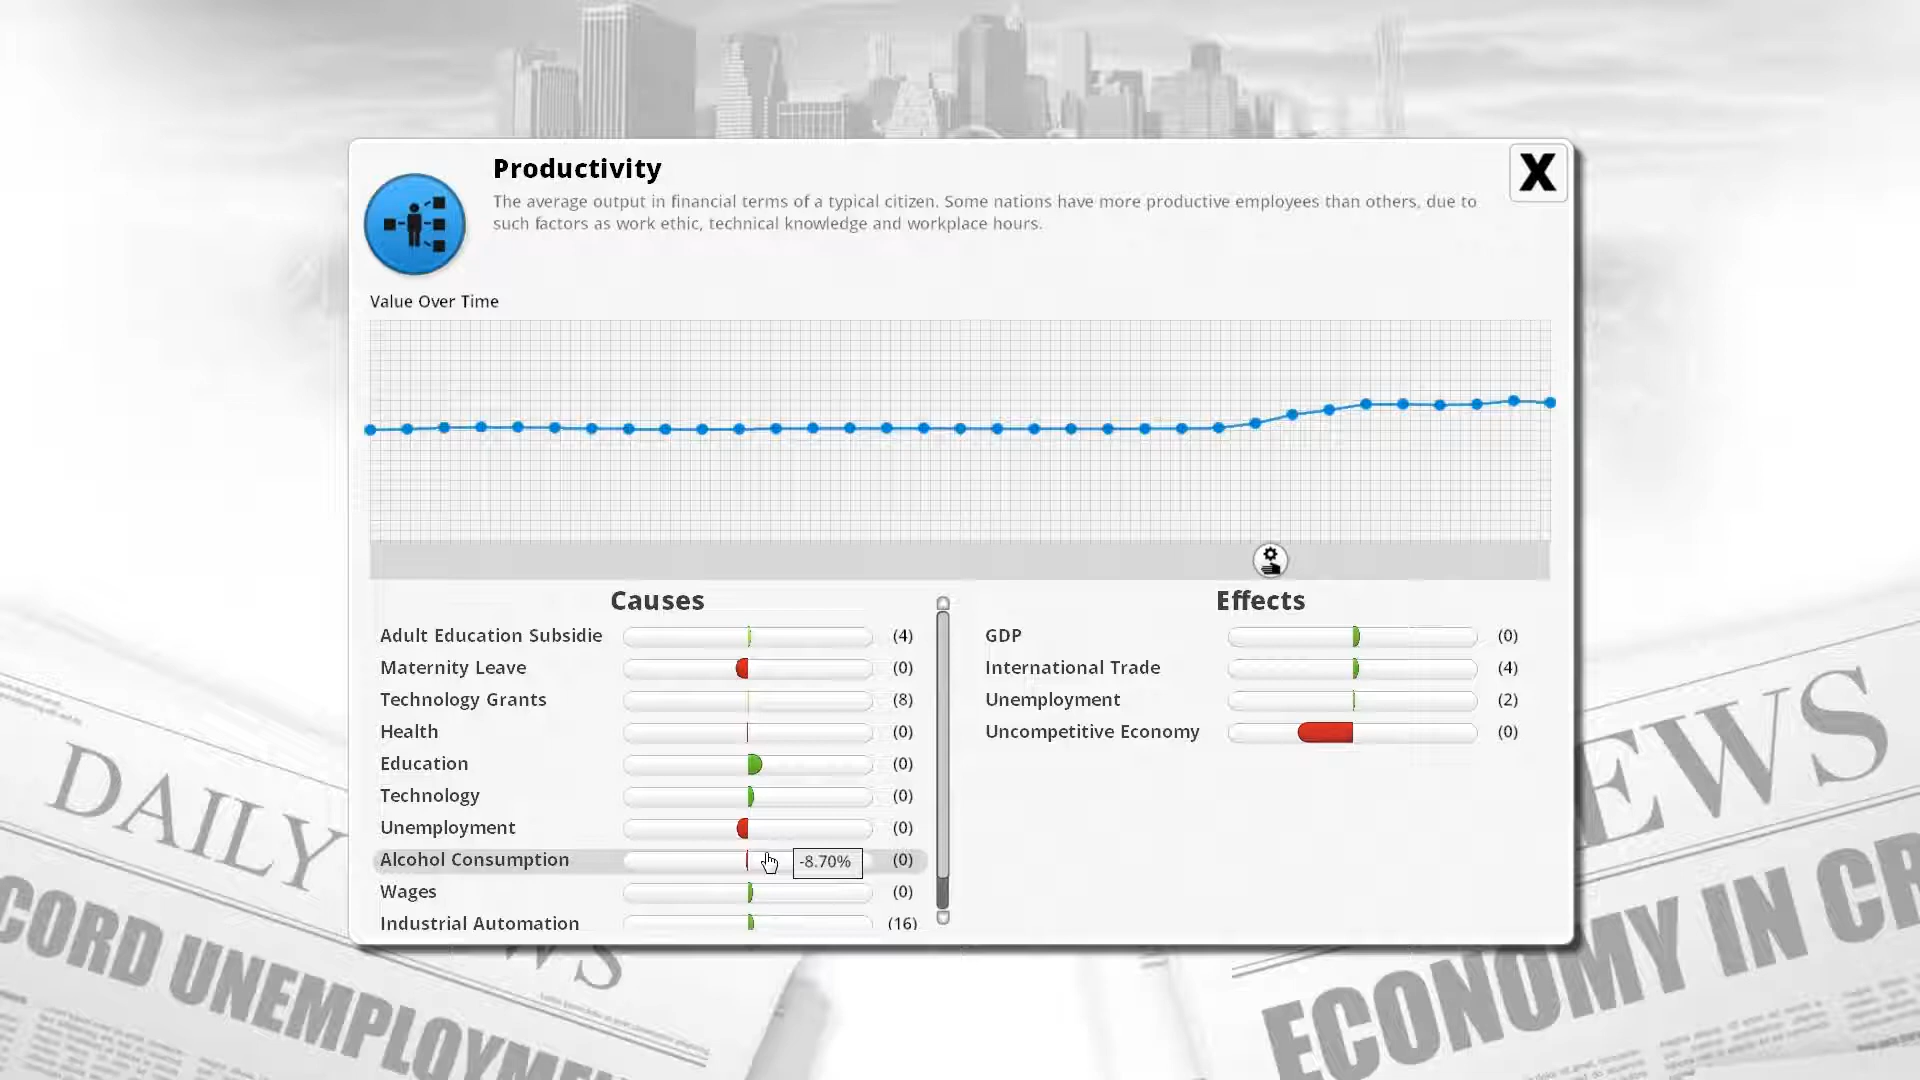 Productivity
X
The average output in financial terms of a typical citizen. Some nations have more productive employees than others, due to
such factors as work ethic, technical knowledge and workplace hours.
Value Over Time
Causes
Effects
Adult Education Subsidie (4)
GDP (0)
Maternity Leave (0)
International Trade (4)
Technology Grants (8)
Unemployment (2)
Health (0)
Uncompetitive Economy (0)
Education (0)
Technology (0)
Unemployment (0)
Alcohol Consumption -8.70% (0)
Wages (0)
Industrial Automation (16)
DAILY
EWS
ECONOMY IN CR